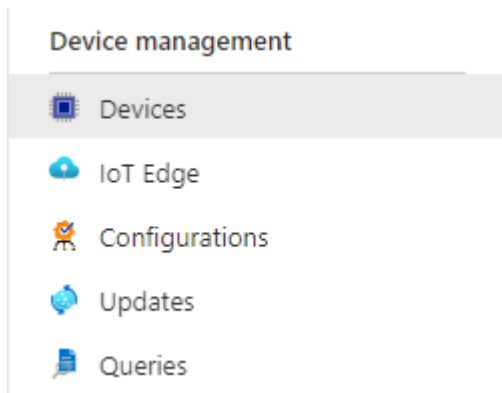 Device management
Devices
IoT Edge
Configurations
Updates
Queries